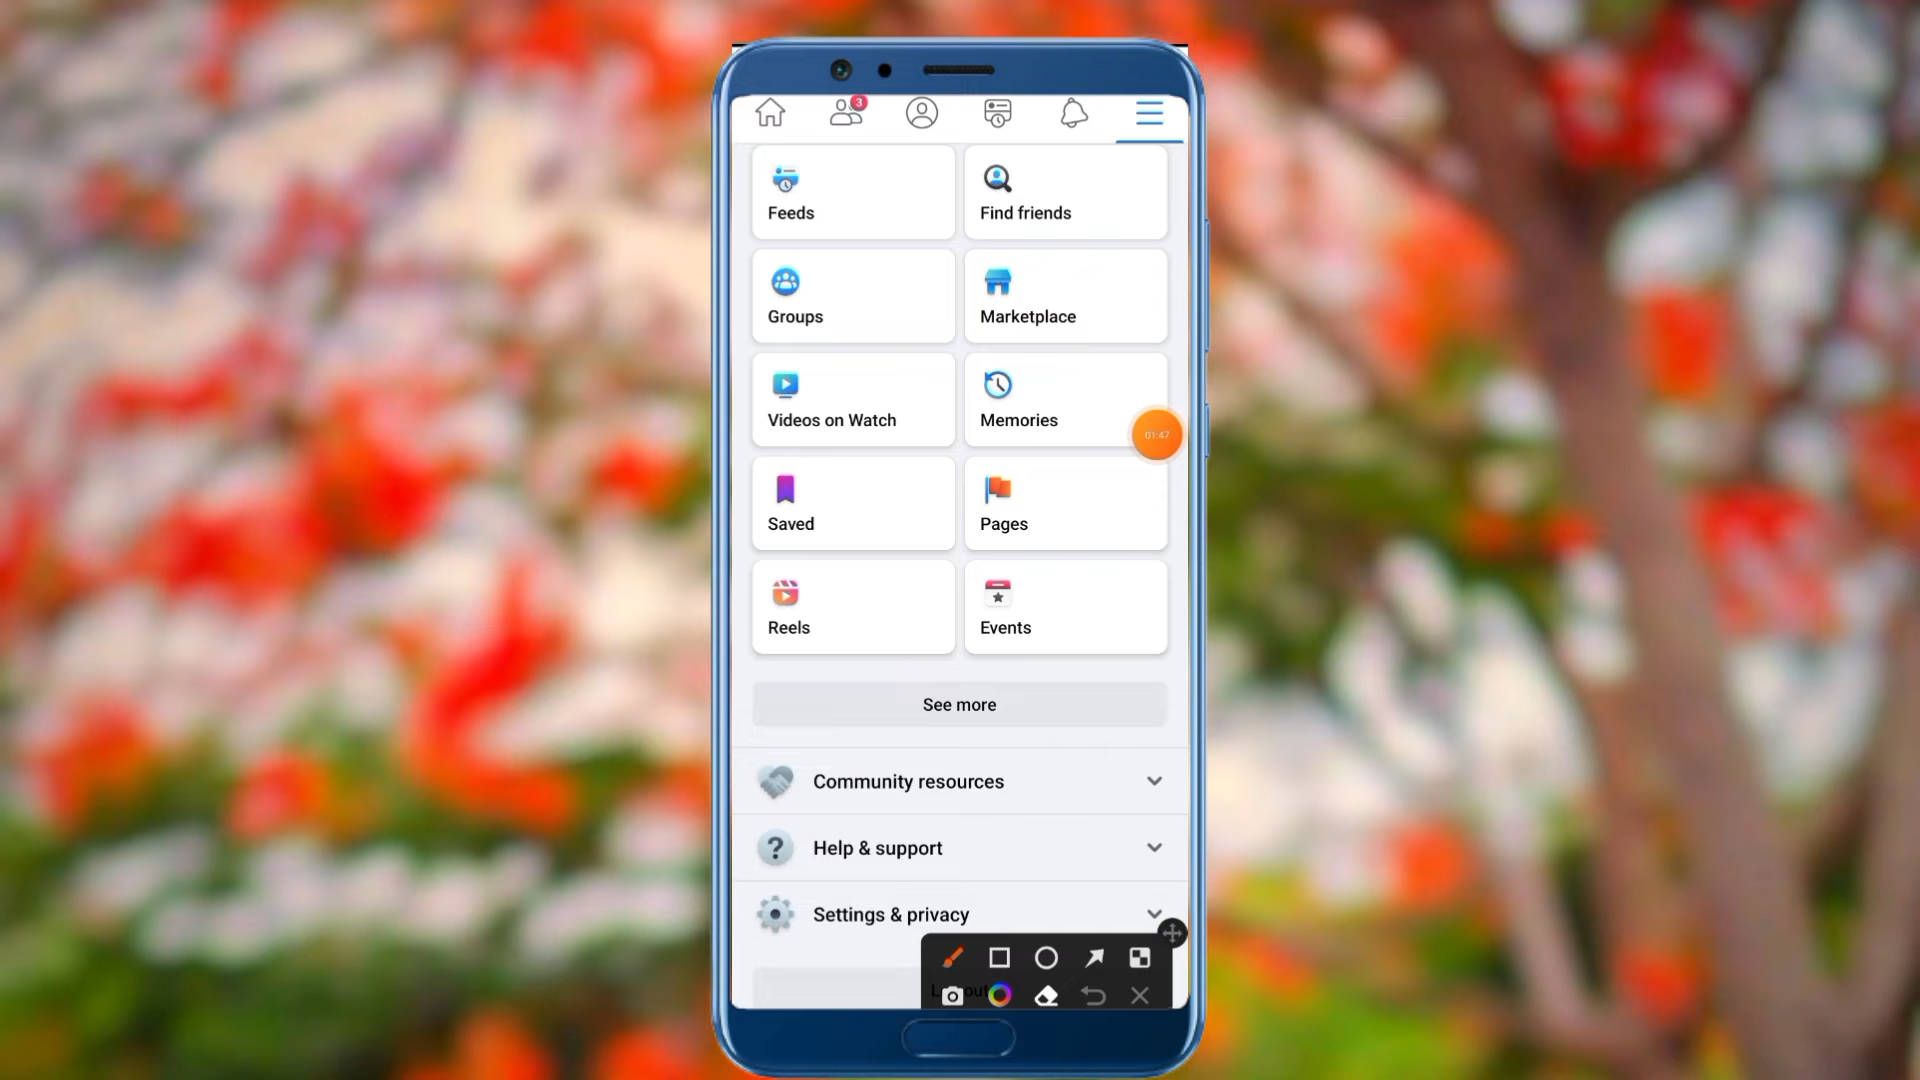 3
Feeds
Find friends
Groups
Marketplace
Videos on Watch
Memories
01:47
Saved
Pages
Reels
Events
See more
Community resources
? Help & support
Settings & privacy